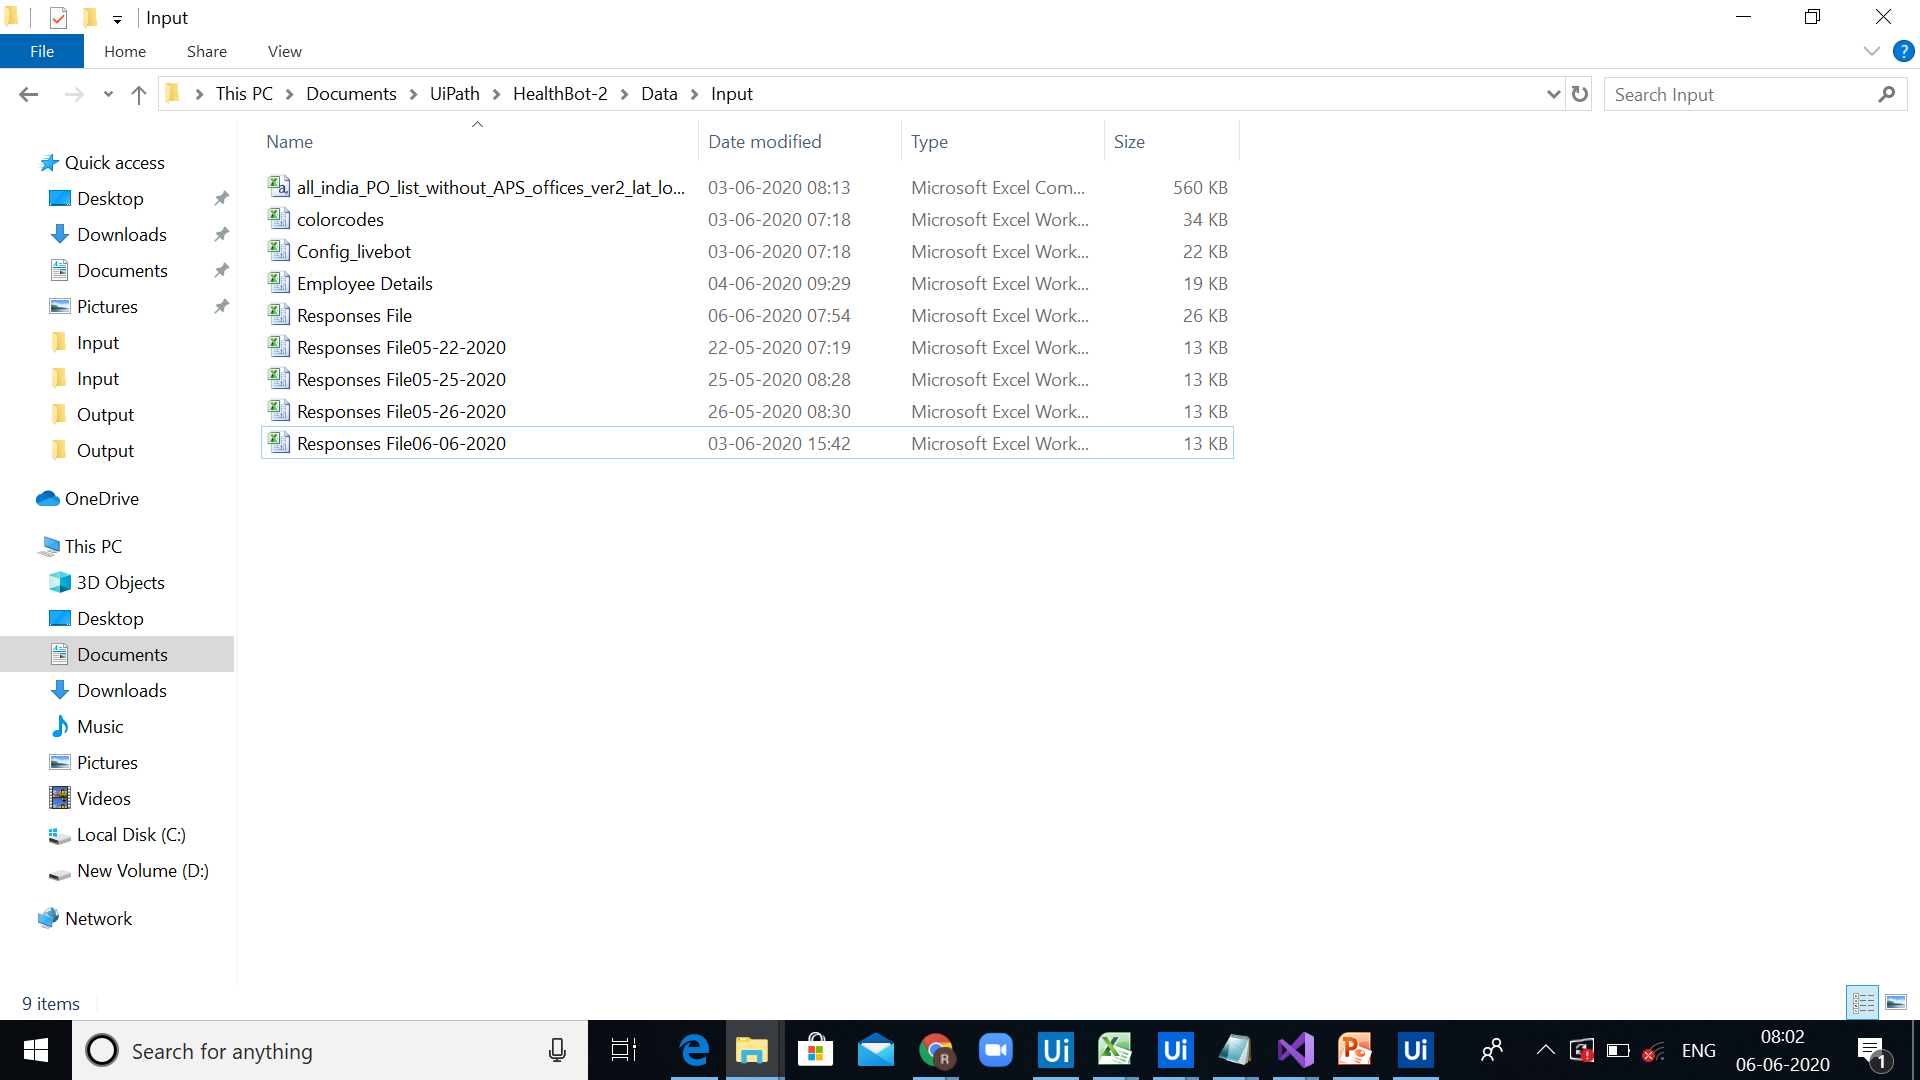 Input
File Home Share View
This PC Documents UiPath HealthBot-2 Data Input
Search Input
Name Date modified Type Size
Quick access
Desktop
Downloads
Documents
Pictures
Input
Input
Output
Output
OneDrive
This PC
3D Objects
Desktop
Documents
Downloads
Music
Pictures
Videos
Local Disk (C:)
New Volume (D:)
Network
all_india_PO_list_without_APS_offices_ver2_lat_lo... 03-06-2020 08:13 Microsoft Excel Com... 560 KB
colorcodes 03-06-2020 07:18 Microsoft Excel Work... 34 KB
Config_livebot 03-06-2020 07:18 Microsoft Excel Work... 22 KB
Employee Details 04-06-2020 09:29 Microsoft Excel Work... 19 KB
Responses File 06-06-2020 07:54 Microsoft Excel Work... 26 KB
Responses File05-22-2020 22-05-2020 07:19 Microsoft Excel Work... 13 KB
Responses File05-25-2020 25-05-2020 08:28 Microsoft Excel Work... 13 KB
Responses File05-26-2020 26-05-2020 08:30 Microsoft Excel Work... 13 KB
Responses File06-06-2020 03-06-2020 15:42 Microsoft Excel Work... 13 KB
9 items
Search for anything
Ui
Ui
Ui
ENG
08:02
06-06-2020
1